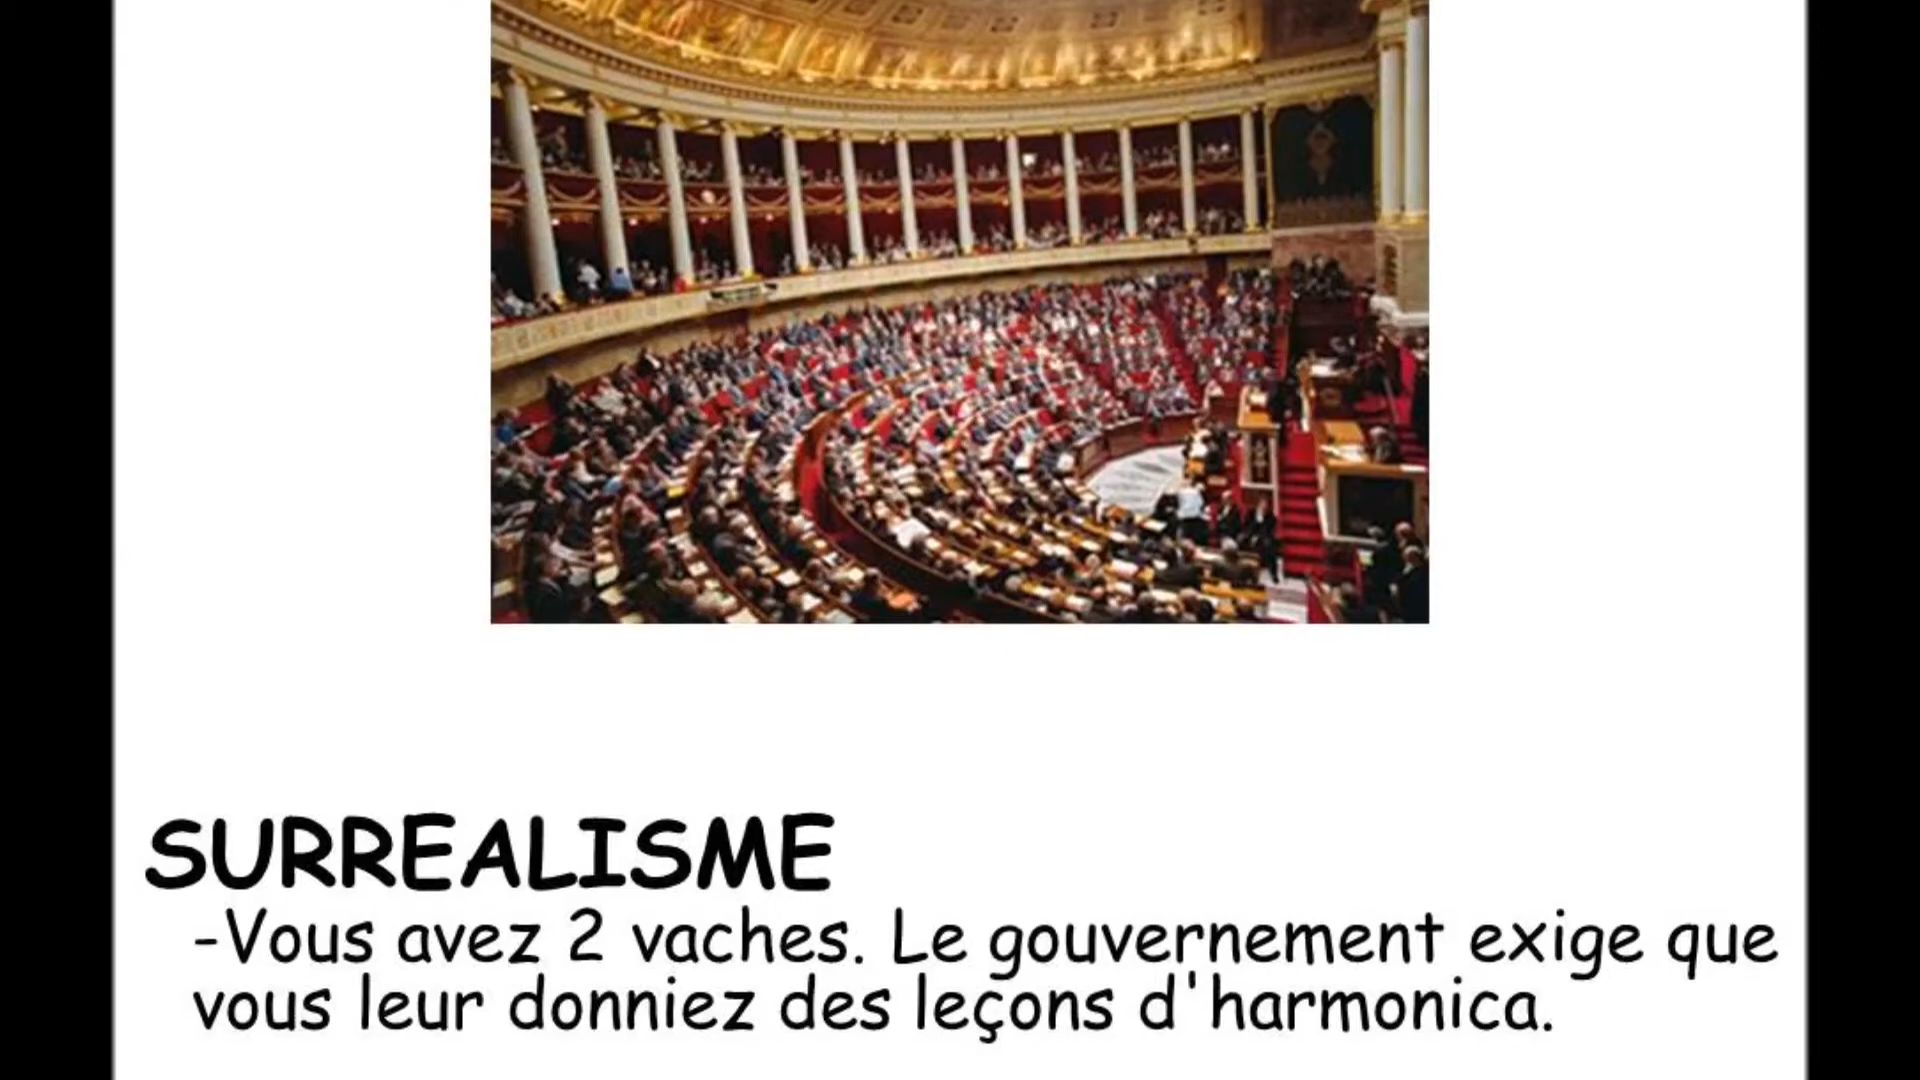 SURREALISME
-Vous avez 2 vaches. Le gouvernement exige que
vous leur donniez des leçons d'harmonica.